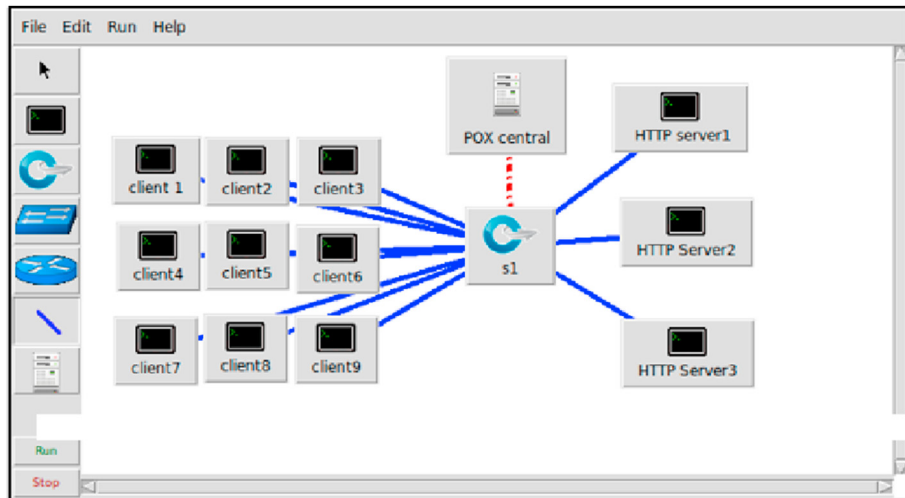 File Edit Run Help
POX central
HTTP server1
client 1 client2 client3
HTTP Server2
client4 client5 client6
s1
HTTP Server3
client7 client8 client9
Run
Stop